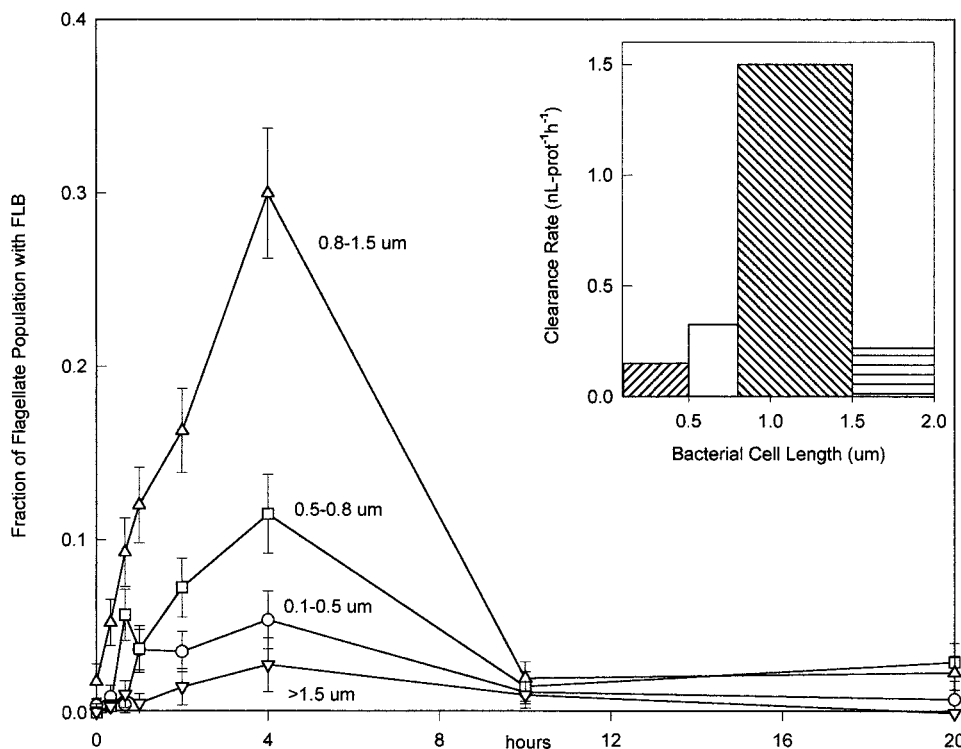 0.4
0.3
0.2
0.1
0.0
Fraction of Flagellate Population with FLB
0
4
8
12
16
20
hours
0.8-1.5 um
0.5-0.8 um
0.1-0.5 um
>1.5 um
1.5
1.0
0.5
0.0
Clearance Rate (nL-prot⁻¹h⁻¹)
0.5
1.0
1.5
2.0
Bacterial Cell Length (um)